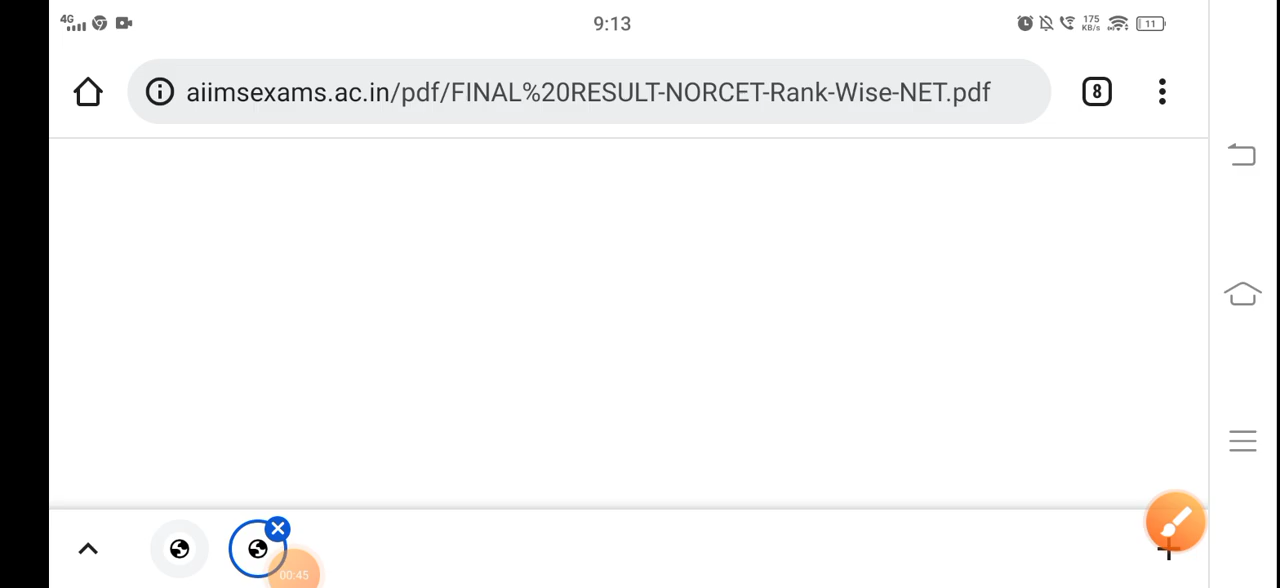 4G 9:13 175 KB/s 11
aiimsexams.ac.in/pdf/FINAL%20RESULT-NORCET-Rank-Wise-NET.pdf 8
00:45